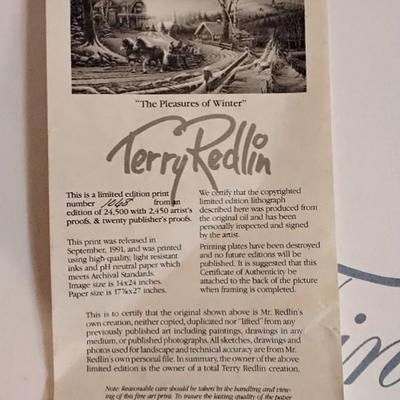 "The Pleasures of Winter"
Terry Redlin
This is a limited edition print
number 1068 from an
edition of 24,500 with 2,450 artist's
proofs, & twenty publisher's proofs.
This print was released in
September, 1991, and was printed
using high-quality, light resistant
inks and pH neutral paper which
meets Archival Standards.
Image size is 14x24 inches.
Paper size is 17⅞x27 inches.
We certify that the copyrighted
limited edition lithograph
described here was produced from
the original oil and has been
personally inspected and signed
by the artist.
Printing plates have been destroyed
and no future editions will be
published. It is suggested that this
Certificate of Authenticity be
attached to the back of the picture
when framing is completed.
This is to certify that the original shown above is Mr. Redlin's
own creation, neither copied, duplicated nor "lifted" from any
previously published art including paintings, drawings in any
medium, or published photographs. All sketches, drawings and
photos used for landscape and technical accuracy are from Mr.
Redlin's own personal file. In summary, the owner of the above
limited edition is the owner of a total Terry Redlin creation.
Note: Reasonable care should be taken in the handling and view-
ing of this fine art print. To insure the lasting quality of the paper